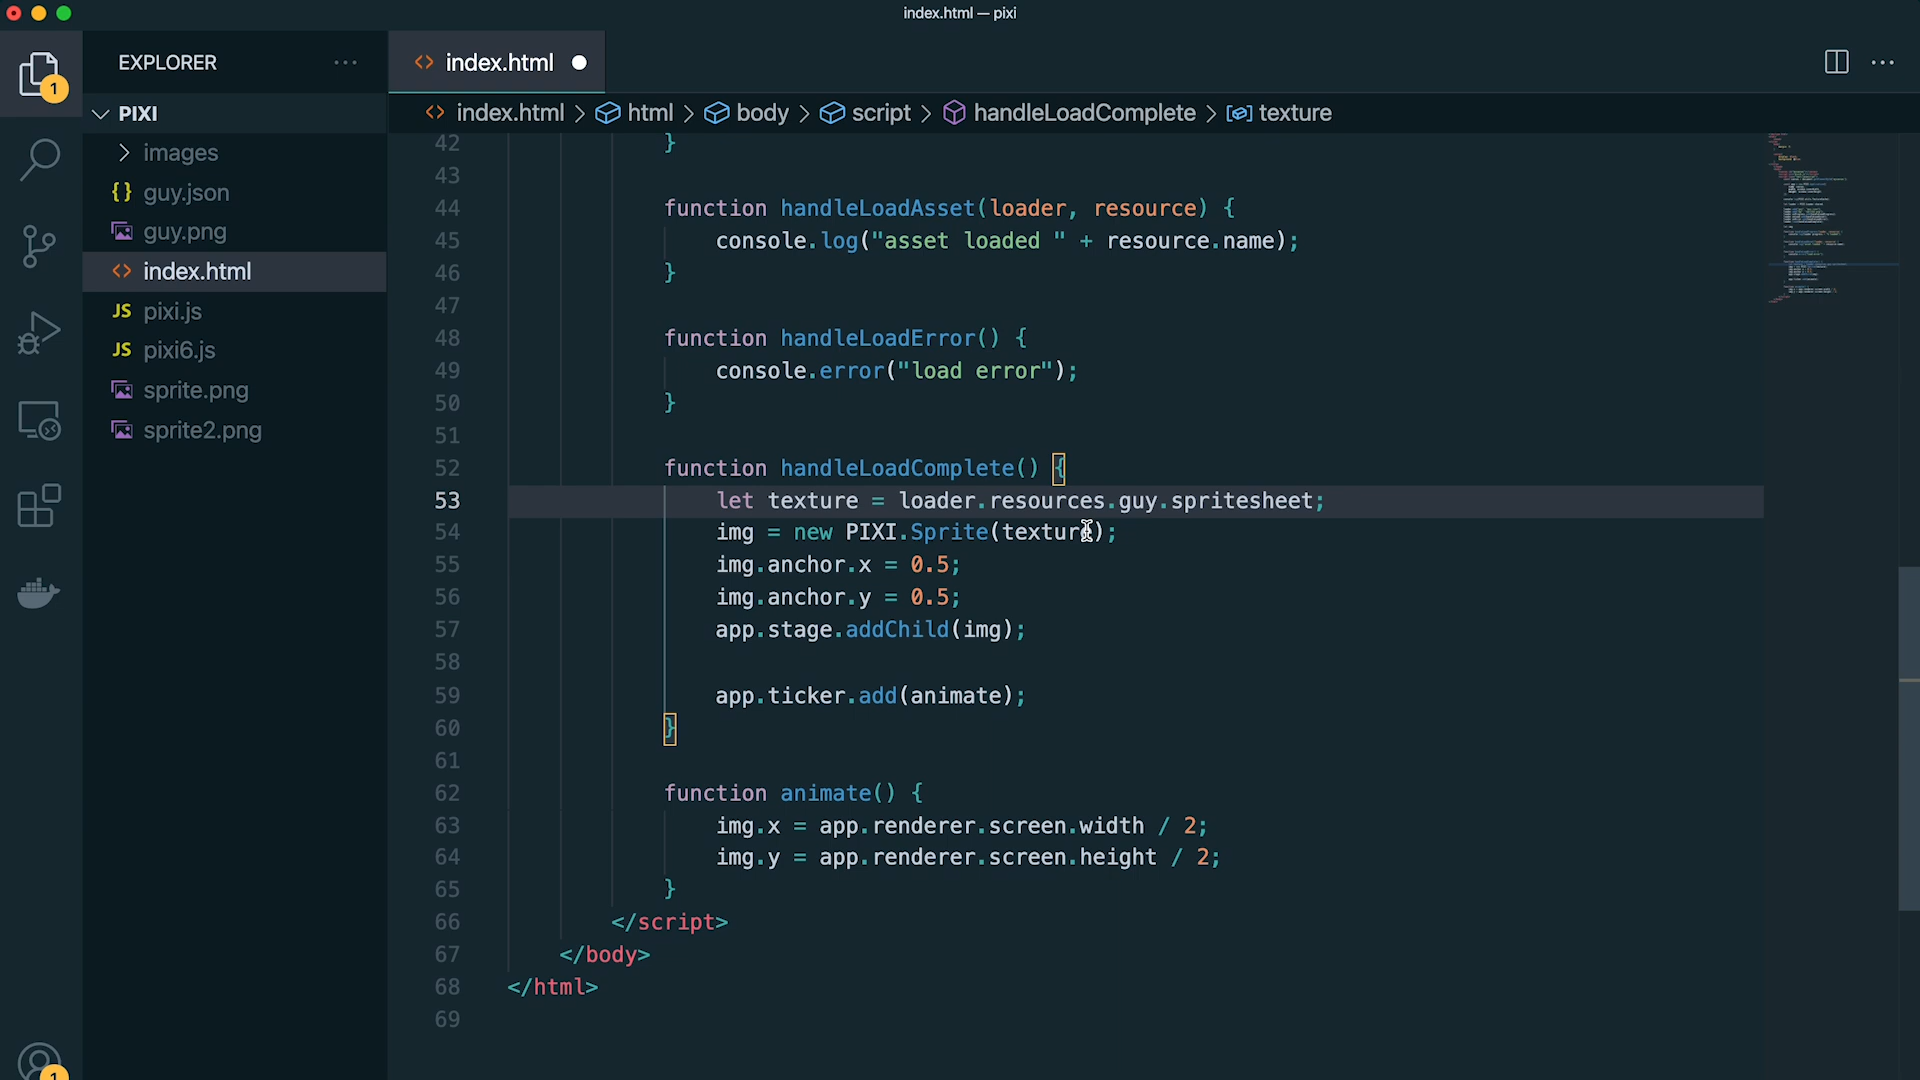 index.html — pixi
EXPLORER
index.html
1
PIXI
index.html > html > body > script > handleLoadComplete > texture
images
{} guy.json
guy.png
<> index.html
JS pixi.js
JS pixi6.js
sprite.png
sprite2.png
1
42 }
43
44 function handleLoadAsset(loader, resource) {
45 console.log("asset loaded " + resource.name);
46 }
47
48 function handleLoadError() {
49 console.error("load error");
50 }
51
52 function handleLoadComplete() {
53 let texture = loader.resources.guy.spritesheet;
54 img = new PIXI.Sprite(texture);
55 img.anchor.x = 0.5;
56 img.anchor.y = 0.5;
57 app.stage.addChild(img);
58
59 app.ticker.add(animate);
60 }
61
62 function animate() {
63 img.x = app.renderer.screen.width / 2;
64 img.y = app.renderer.screen.height / 2;
65 }
66 </script>
67 </body>
68 </html>
69